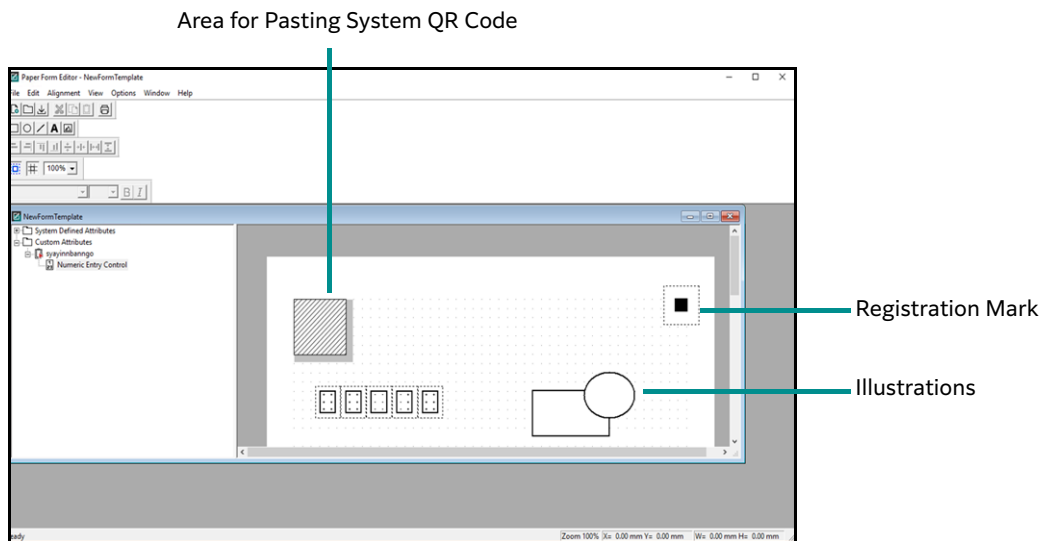 Area for Pasting System QR Code
Paper Form Editor - NewFormTemplate
ile Edit Alignment View Options Window Help
A
100%
B I
NewFormTemplate
System Defined Attributes
Custom Attributes
syayinnbanngo
Numeric Entry Control
Registration Mark
Illustrations
eady
Zoom 100% X= 0.00 mm Y= 0.00 mm W= 0.00 mm H= 0.00 mm